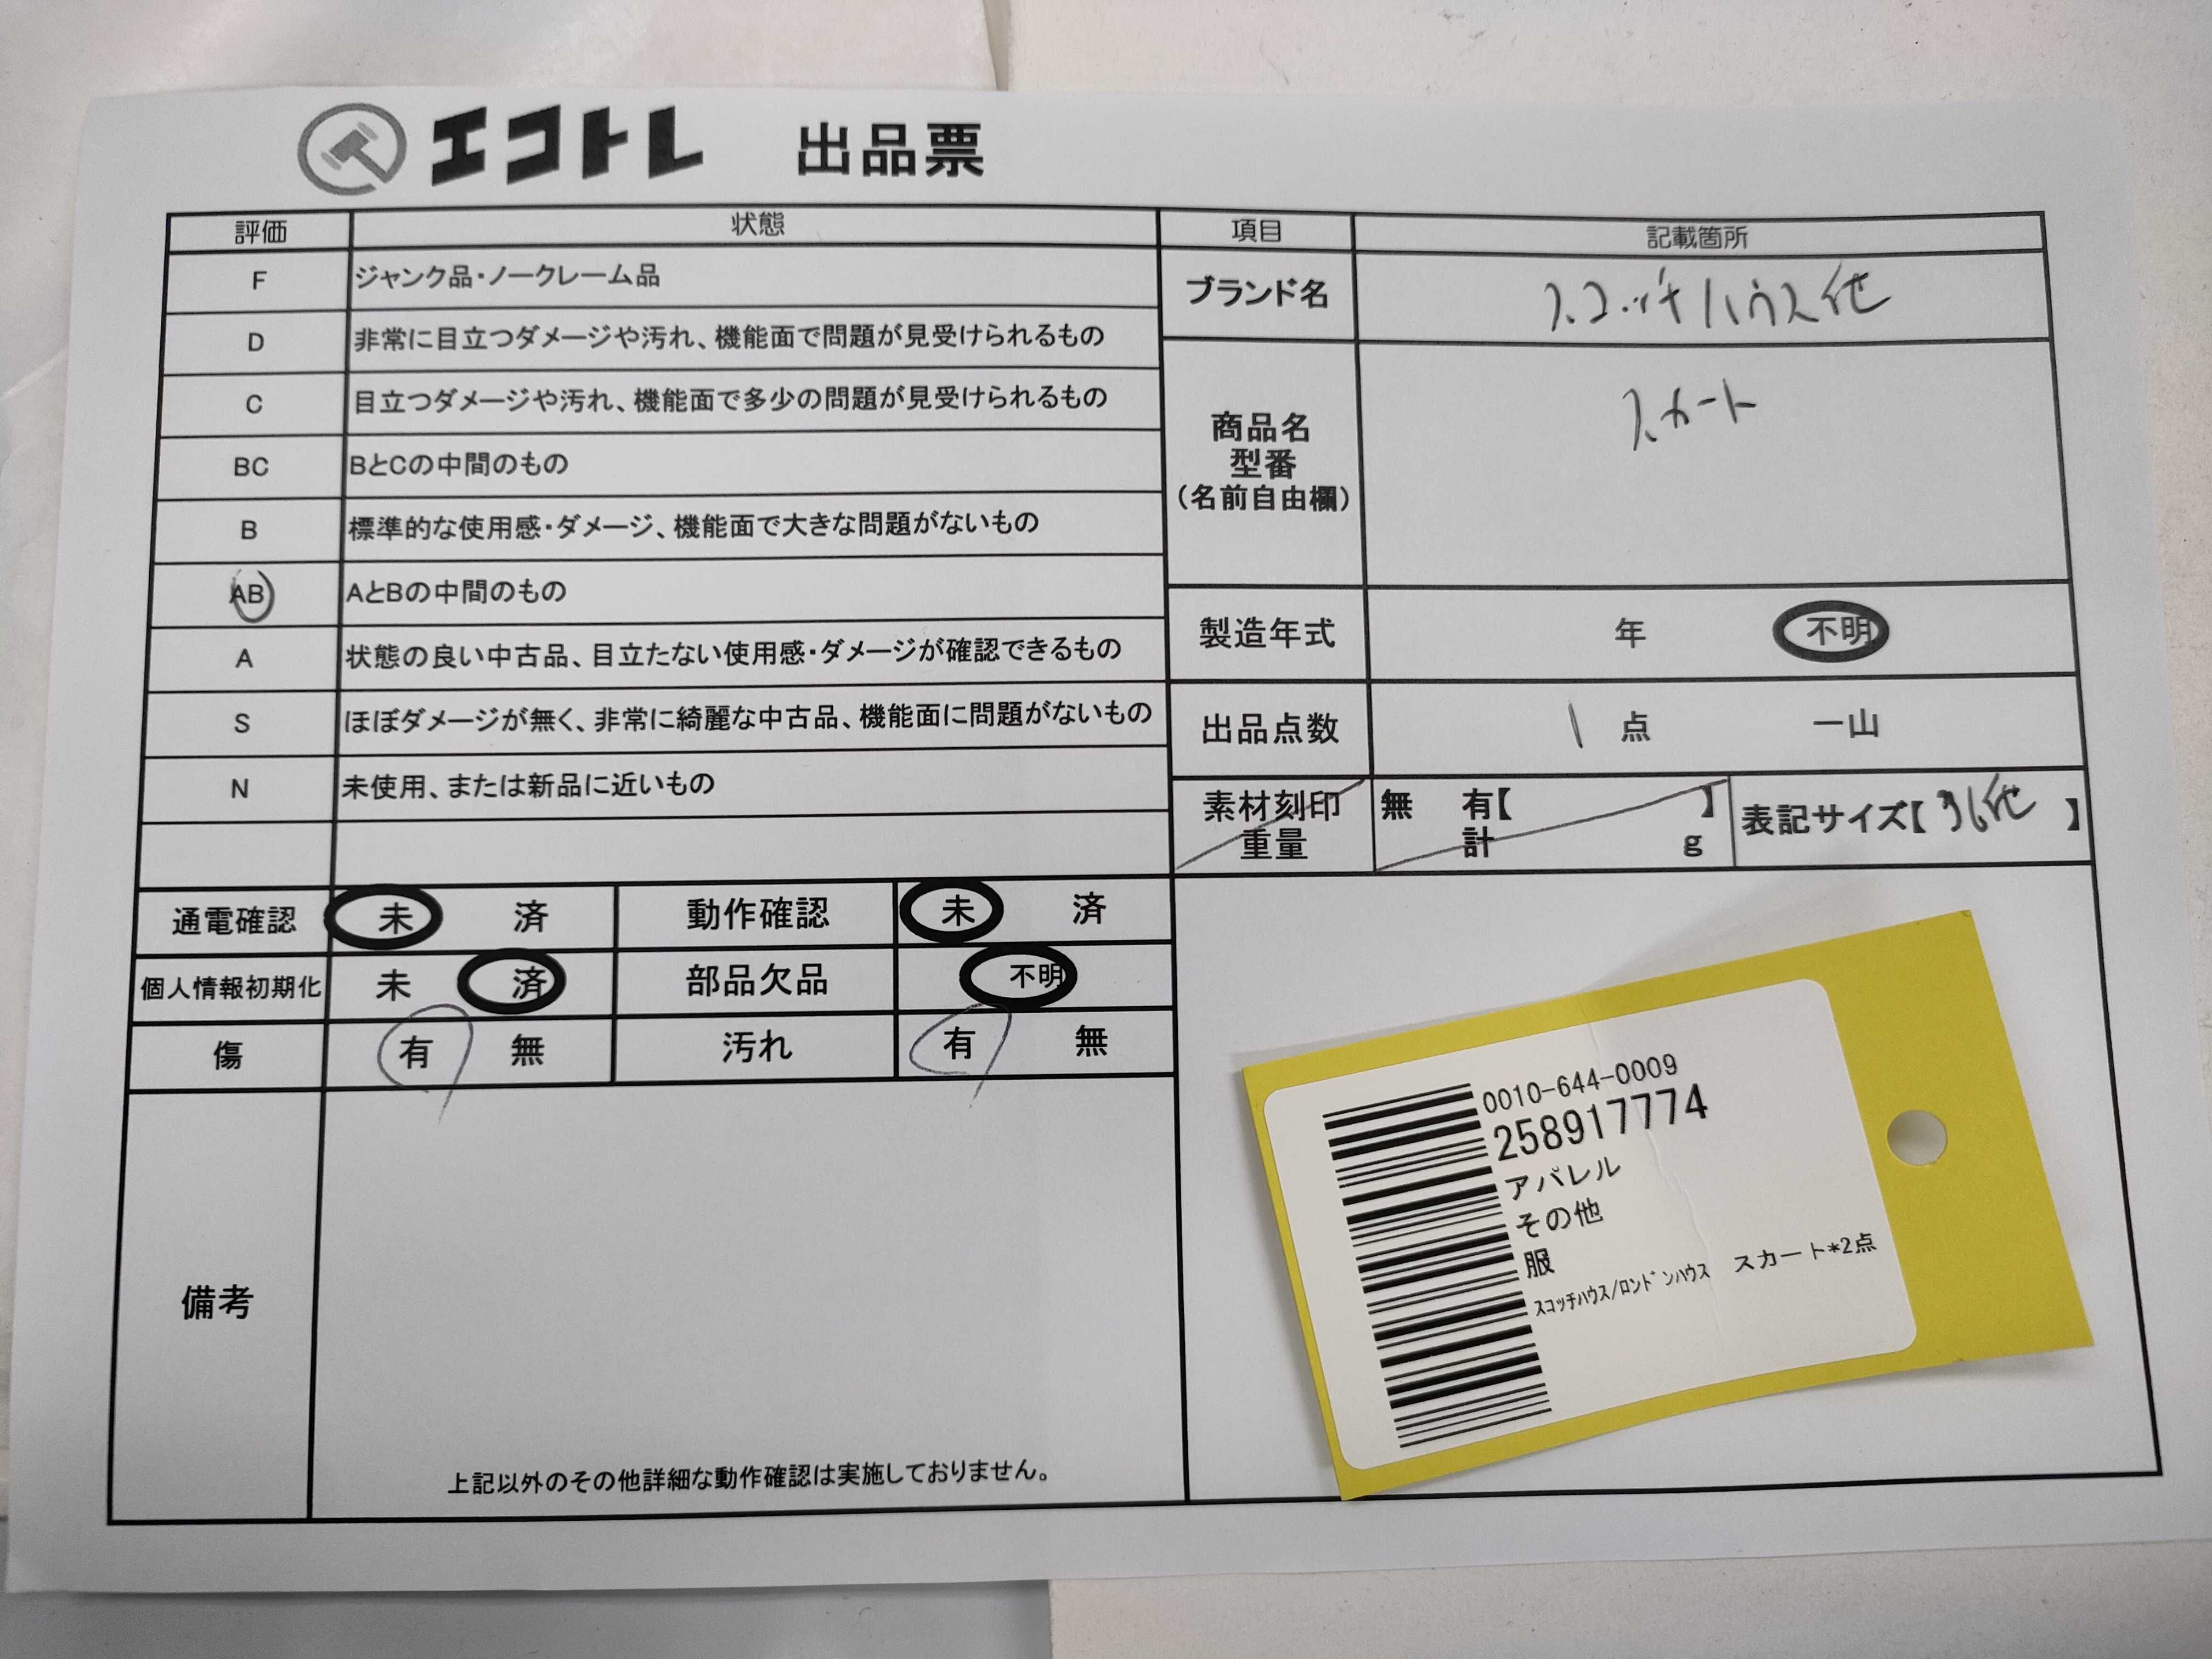 エコトレ 出品票
評価 状態 項目 記載箇所
F ジャンク品・ノークレーム品
D 非常に目立つダメージや汚れ、機能面で問題が見受けられるもの
C 目立つダメージや汚れ、機能面で多少の問題が見受けられるもの
BC BとCの中間のもの
B 標準的な使用感・ダメージ、機能面で大きな問題がないもの
AB AとBの中間のもの
A 状態の良い中古品、目立たない使用感・ダメージが確認できるもの
S ほぼダメージが無く、非常に綺麗な中古品、機能面に問題がないもの
N 未使用、または新品に近いもの
ブランド名 スコッチハウス他
商品名
型番
(名前自由欄)
スカート
製造年式 年 不明
出品点数 1 点 一山
素材刻印 無 有【 】
重量 計 g
表記サイズ【36他 】
通電確認 未 済 動作確認 未 済
個人情報初期化 未 済 部品欠品 不明
傷 有 無 汚れ 有 無
備考
上記以外のその他詳細な動作確認は実施しておりません。
0010-644-0009
258917774
アパレル
その他
服
ｽｺｯﾁﾊｳｽ/ﾛﾝﾄﾞﾝﾊｳｽ スカート*2点